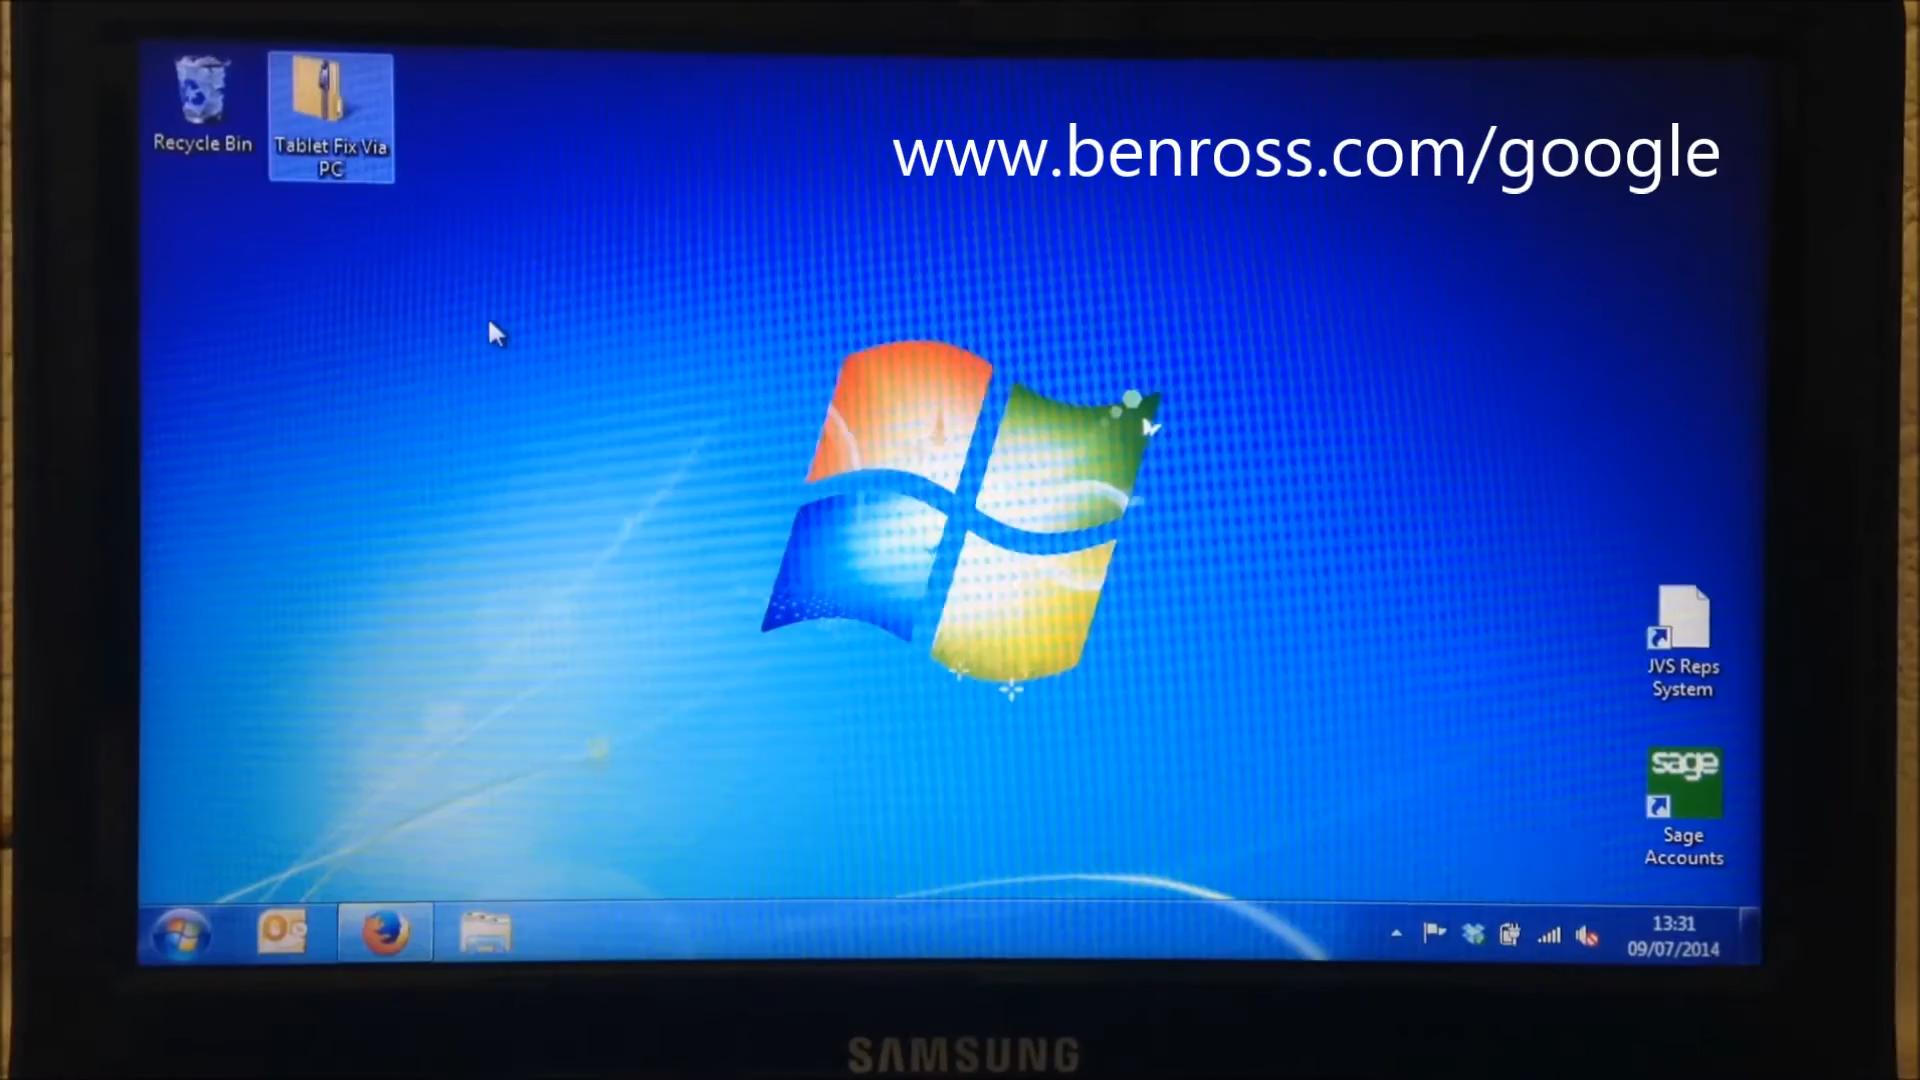 Recycle Bin
Tablet Fix Via
PC
www.benross.com/google
JVS Reps
System
sage
Sage
Accounts
13:31
09/07/2014
SAMSUNG